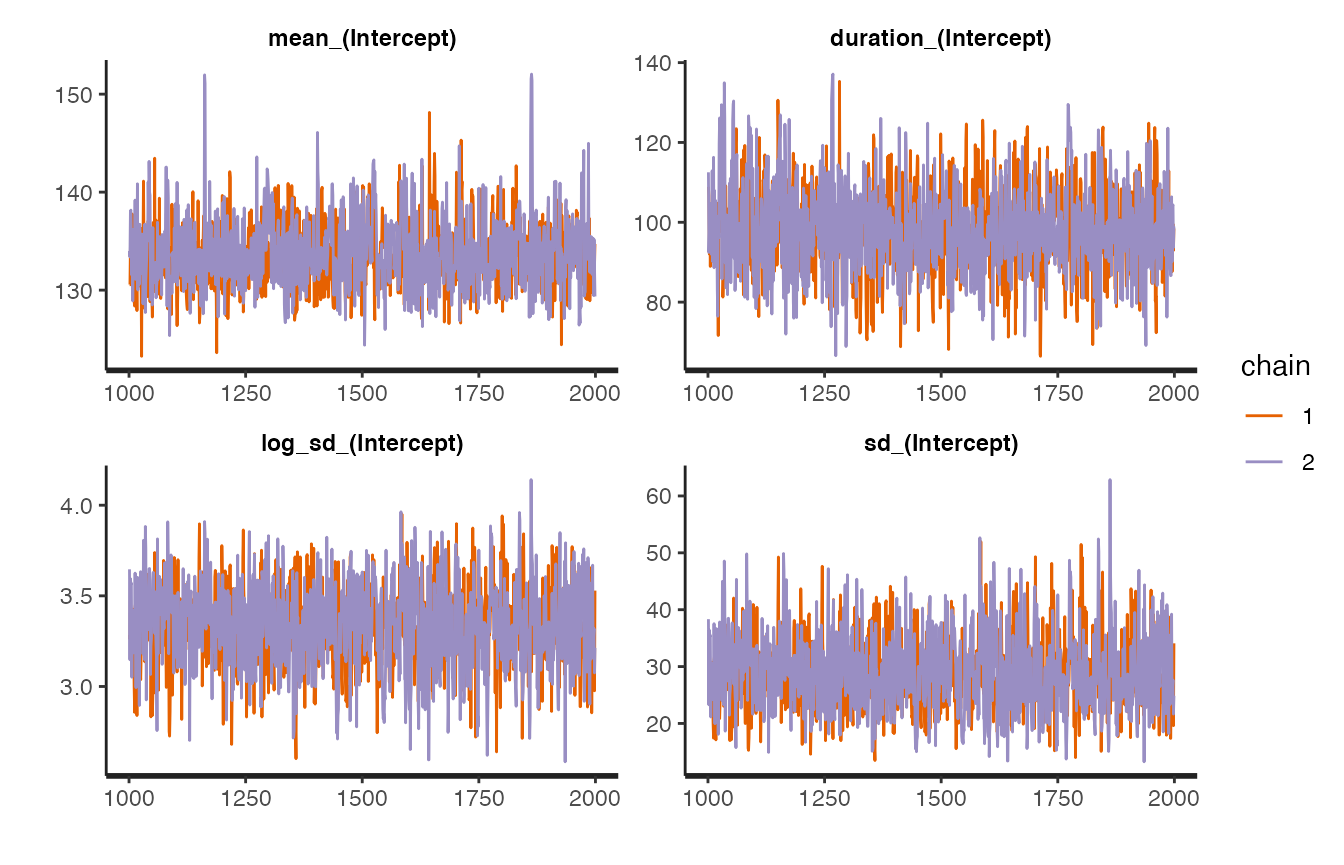 mean_(Intercept)
150
140
130
1000 1250 1500 1750 2000
duration_(Intercept)
140
120
100
80
1000 1250 1500 1750 2000
log_sd_(Intercept)
4.0
3.5
3.0
1000 1250 1500 1750 2000
sd_(Intercept)
60
50
40
30
20
1000 1250 1500 1750 2000
chain
1
2